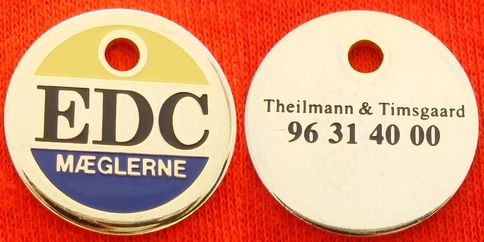 EDC
MÆGLERNE
Theilmann & Timsgaard
96 31 40 00